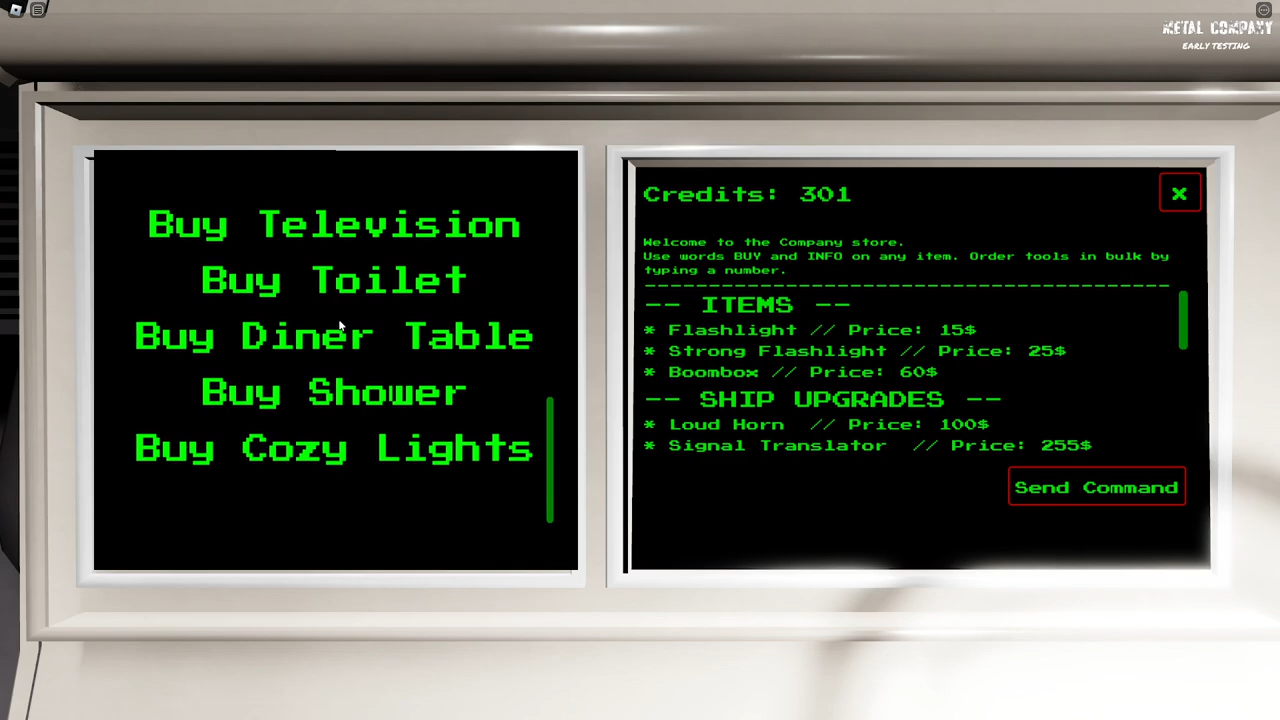 METAL COMPANY
EARLY TESTING
Buy Television
Buy Toilet
Buy Diner Table
Buy Shower
Buy Cozy Lights
Credits: 301
x
Welcome to the Company store.
Use words BUY and INFO on any item. Order tools in bulk by
typing a number.
-- ITEMS --
* Flashlight // Price: 15$
* Strong Flashlight // Price: 25$
* Boombox // Price: 60$
-- SHIP UPGRADES --
* Loud Horn // Price: 100$
* Signal Translator // Price: 255$
Send Command